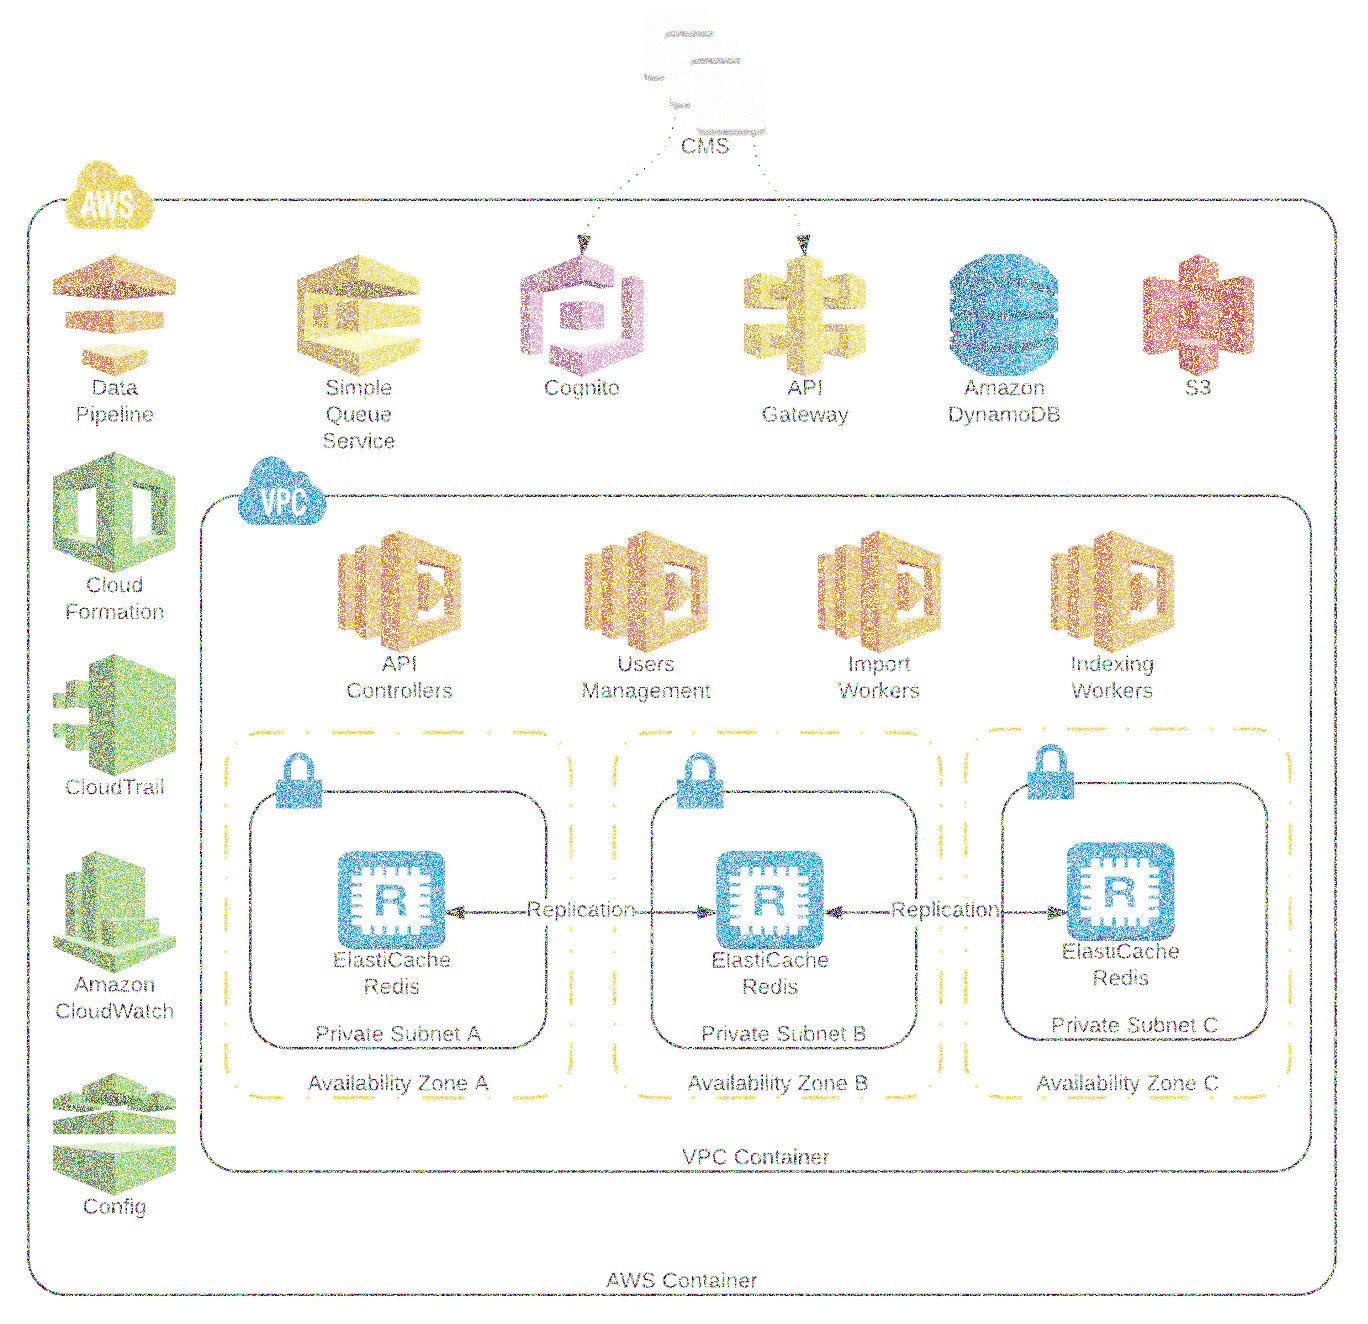 CMS
AWS
Data
Pipeline
Simple
Queue
Service
Cognito
API
Gateway
Amazon
DynamoDB
S3
Cloud
Formation
VPC
API
Controllers
Users
Management
Import
Workers
Indexing
Workers
CloudTrail
R
ElastiCache
Redis
Replication
R
ElastiCache
Redis
Replication
R
ElastiCache
Redis
Amazon
CloudWatch
Private Subnet A
Private Subnet B
Private Subnet C
Availability Zone A
Availability Zone B
Availability Zone C
VPC Container
Config
AWS Container